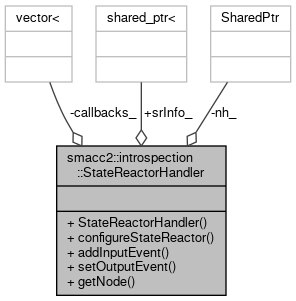 vector<
shared_ptr<
SharedPtr
-callbacks_
+srInfo_
-nh_
smacc2::introspection
::StateReactorHandler
+ StateReactorHandler()
+ configureStateReactor()
+ addInputEvent()
+ setOutputEvent()
+ getNode()